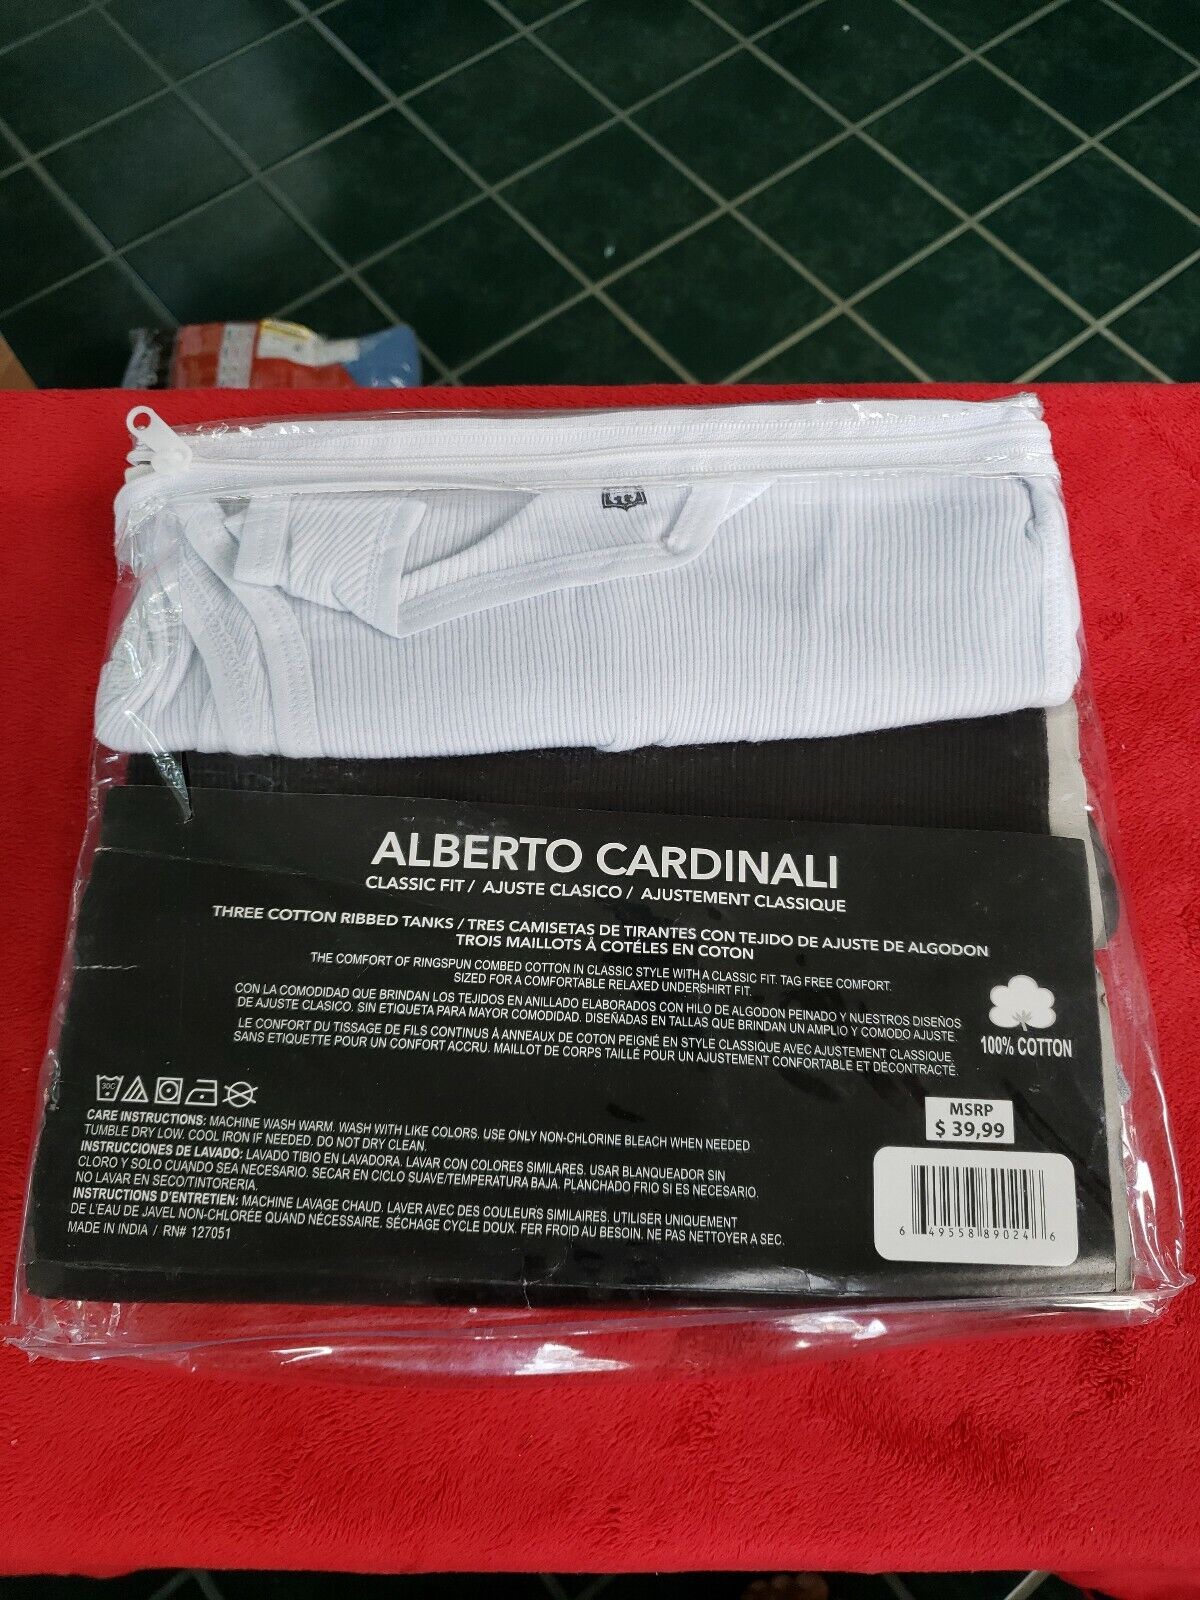 ALBERTO CARDINALI
CLASSIC FIT / AJUSTE CLASICO / AJUSTEMENT CLASSIQUE
THREE COTTON RIBBED TANKS / TRES CAMISETAS DE TIRANTES CON TEJIDO DE AJUSTE DE ALGODON
TROIS MAILLOTS À COTÉLES EN COTON
THE COMFORT OF RINGSPUN COMBED COTTON IN CLASSIC STYLE WITH A CLASSIC FIT. TAG FREE COMFORT.
SIZED FOR A COMFORTABLE RELAXED UNDERSHIRT FIT.
CON LA COMODIDAD QUE BRINDAN LOS TEJIDOS EN ANILLADO ELABORADOS CON HILO DE ALGODON PEINADO Y NUESTROS DISEÑOS
DE AJUSTE CLASICO. SIN ETIQUETA PARA MAYOR COMODIDAD. DISEÑADAS EN TALLAS QUE BRINDAN UN AMPLIO Y COMODO AJUSTE.
LE CONFORT DU TISSAGE DE FILS CONTINUS À ANNEAUX DE COTON PEIGNÉ EN STYLE CLASSIQUE AVEC AJUSTEMENT CLASSIQUE.
SANS ETIQUETTE POUR UN CONFORT ACCRU. MAILLOT DE CORPS TAILLÉ POUR UN AJUSTEMENT CONFORTABLE ET DÉCONTRACTÉ.
100% COTTON
30C
CARE INSTRUCTIONS: MACHINE WASH WARM. WASH WITH LIKE COLORS. USE ONLY NON-CHLORINE BLEACH WHEN NEEDED
TUMBLE DRY LOW. COOL IRON IF NEEDED. DO NOT DRY CLEAN.
INSTRUCCIONES DE LAVADO: LAVADO TIBIO EN LAVADORA. LAVAR CON COLORES SIMILARES. USAR BLANQUEADOR SIN
CLORO Y SOLO CUANDO SEA NECESARIO. SECAR EN CICLO SUAVE/TEMPERATURA BAJA. PLANCHADO FRIO SI ES NECESARIO.
NO LAVAR EN SECO/TINTORERIA.
INSTRUCTIONS D'ENTRETIEN: MACHINE LAVAGE CHAUD. LAVER AVEC DES COULEURS SIMILAIRES. UTILISER UNIQUEMENT
DE L'EAU DE JAVEL NON-CHLORÉE QUAND NÉCESSAIRE. SÉCHAGE CYCLE DOUX. FER FROID AU BESOIN. NE PAS NETTOYER A SEC.
MADE IN INDIA / RN# 127051
MSRP
$ 39,99
6 49558 89024 6